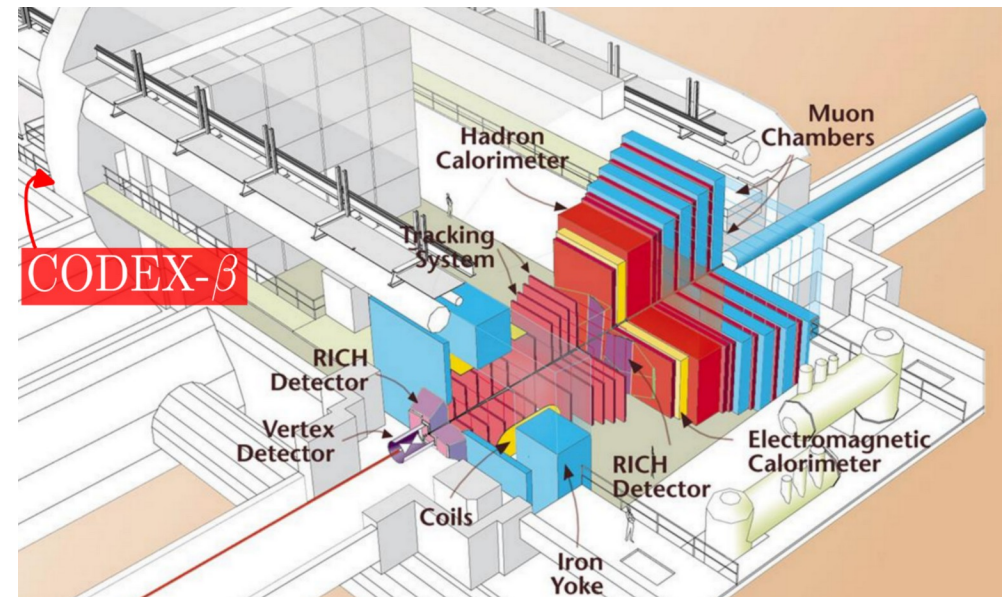 Muon
Chambers
Hadron
Calorimeter
Tracking
System
CODEX-β
RICH
Detector
Vertex
Detector
Electromagnetic
Calorimeter
RICH
Detector
Coils
Iron
Yoke